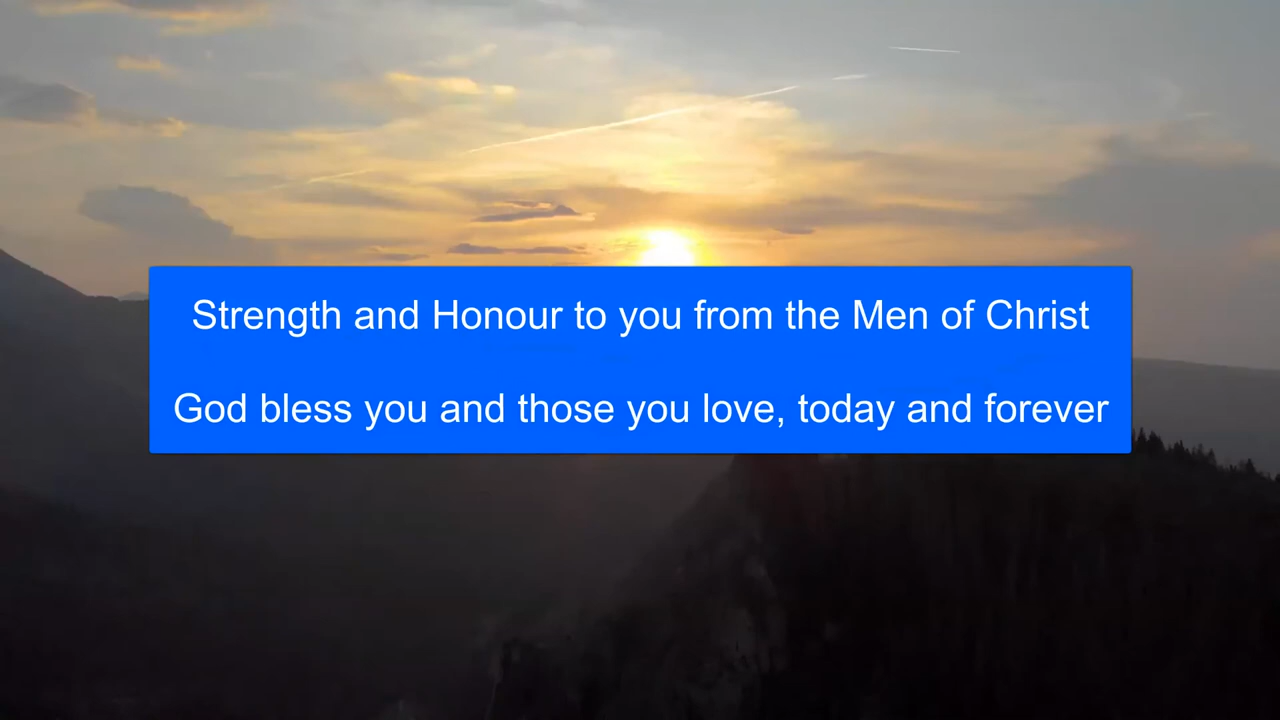 Strength and Honour to you from the Men of Christ
God bless you and those you love, today and forever